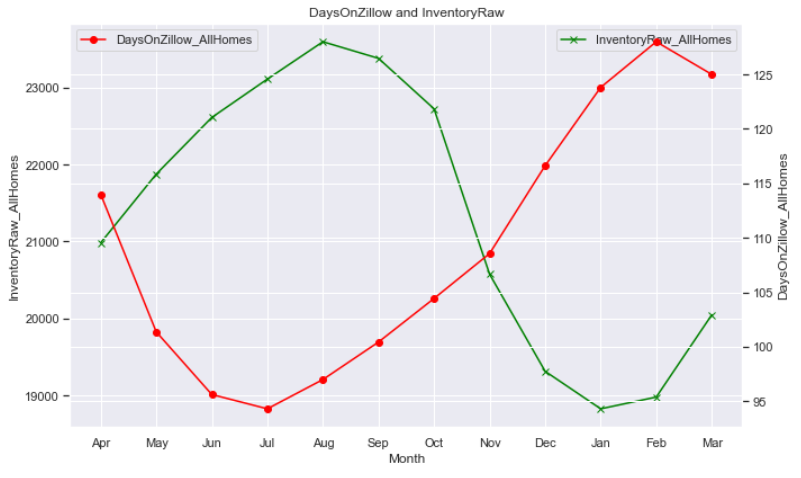 DaysOnZillow and InventoryRaw
DaysOnZillow_AllHomes
InventoryRaw_AllHomes
InventoryRaw_AllHomes
23000
22000
21000
20000
19000
125
120
115
110
105
100
95
DaysOnZillow_AllHomes
Apr May Jun Jul Aug Sep Oct Nov Dec Jan Feb Mar
Month